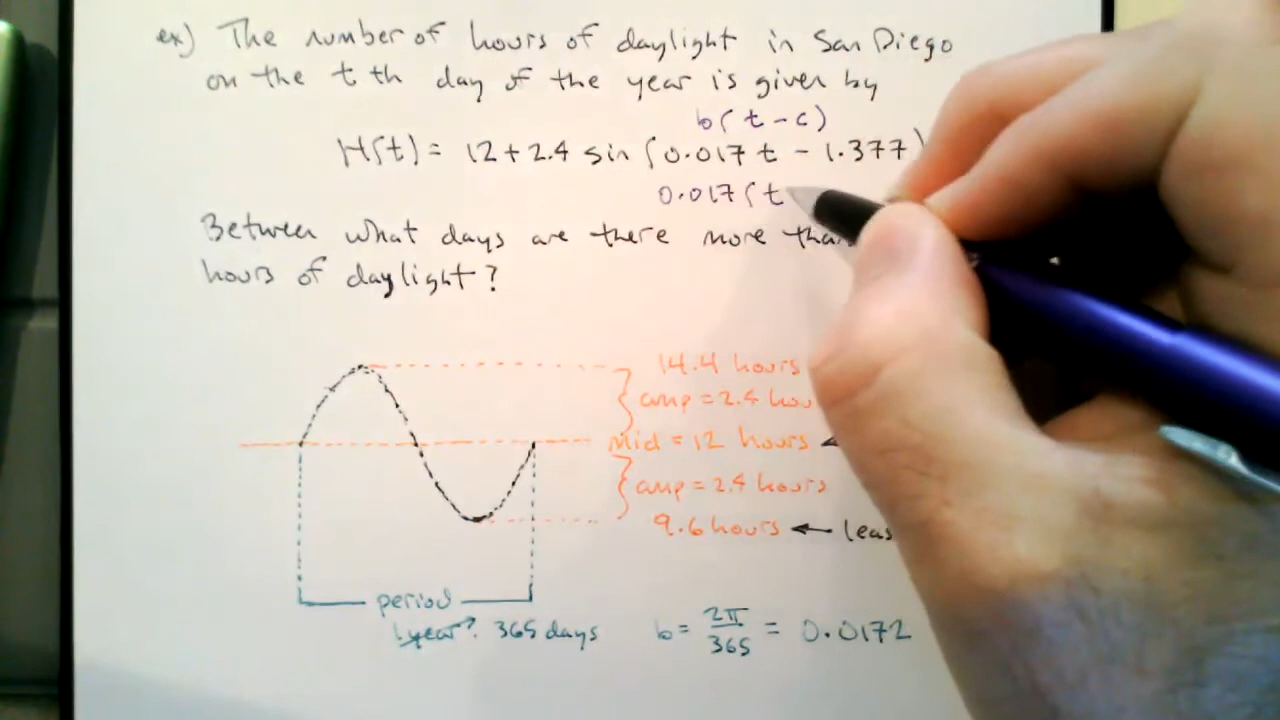 ex) The number of hours of daylight in San Diego
on the t th day of the year is given by
b(t-c)
H(t) = 12 + 2.4 sin (0.017t - 1.377)
0.017(t
Between what days are there more than
hours of daylight?
14.4 hours
amp = 2.4 hou
Mid = 12 hours ←
amp = 2.4 hours
9.6 hours ← leas
period
1 year? 365 days
b = 2π/365 = 0.0172